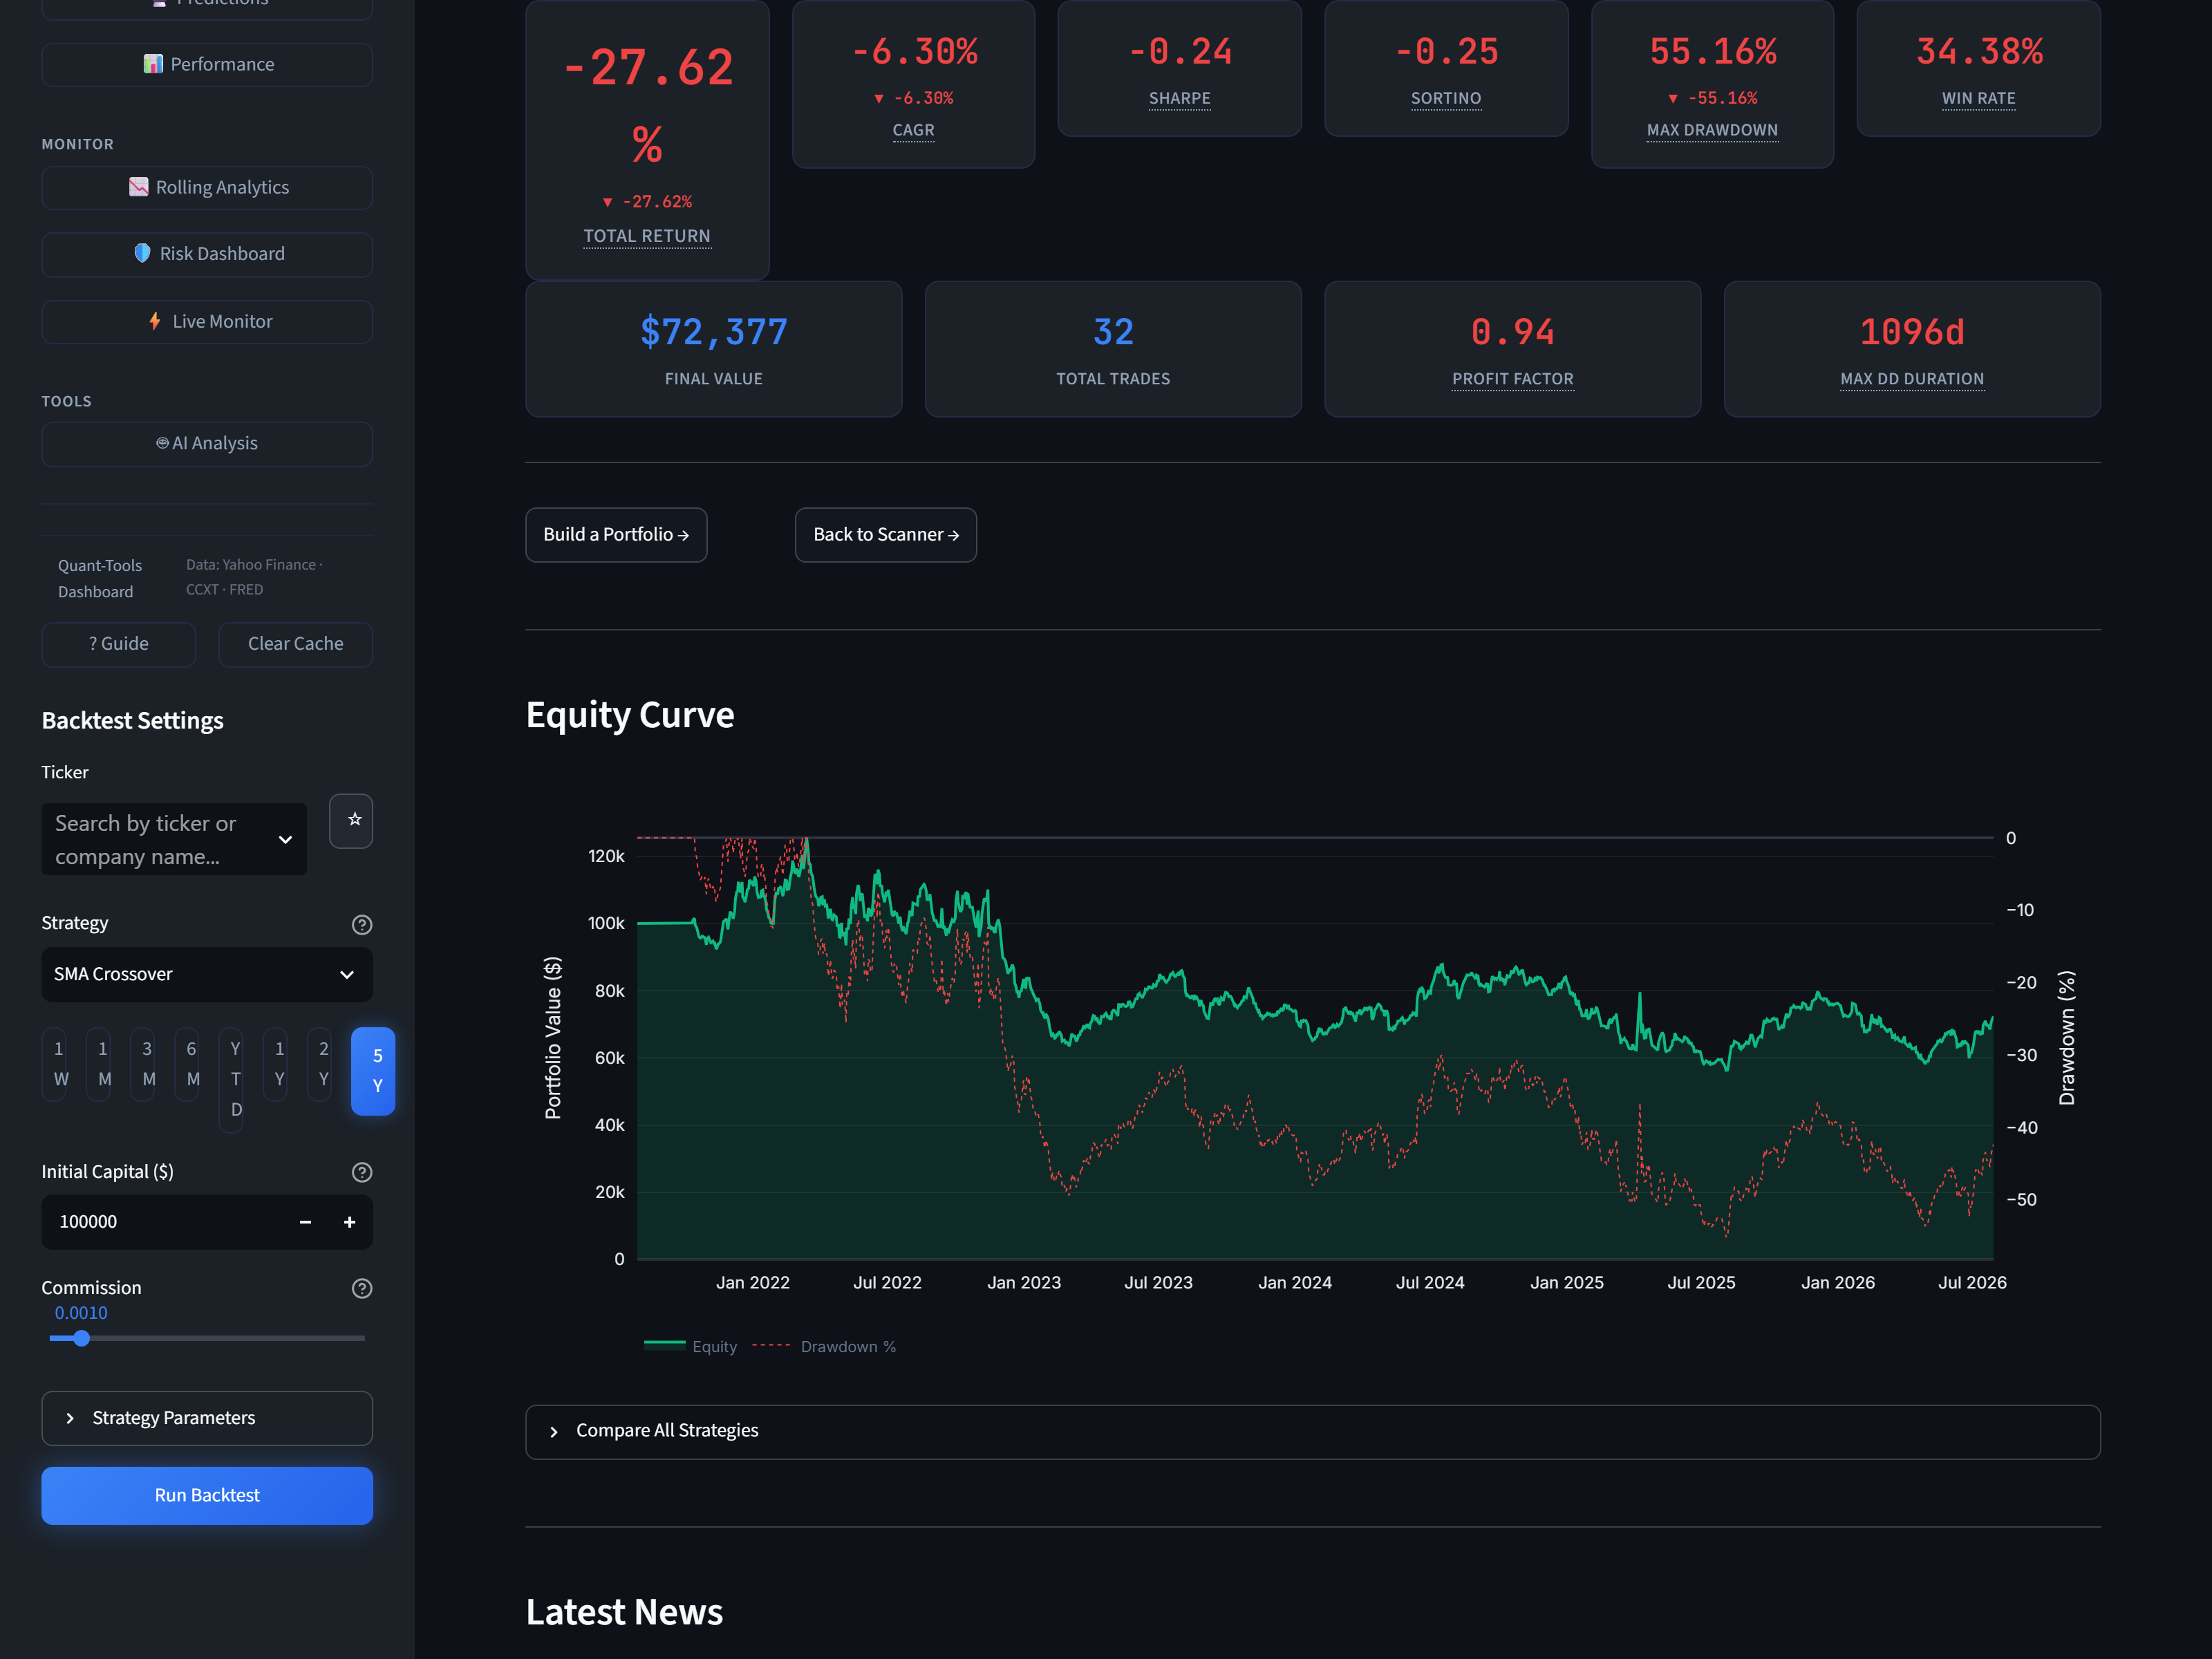 Predictions
Performance
MONITOR
Rolling Analytics
Risk Dashboard
Live Monitor
TOOLS
AI Analysis
Quant-Tools
Dashboard
Data: Yahoo Finance ·
CCXT · FRED
? Guide
Clear Cache
Backtest Settings
Ticker
Search by ticker or
company name...
Strategy
SMA Crossover
1
W
1
M
3
M
6
M
Y
T
D
1
Y
2
Y
5
Y
Initial Capital ($)
100000
Commission
0.0010
Strategy Parameters
Run Backtest
-27.62
%
▼ -27.62%
TOTAL RETURN
-6.30%
▼ -6.30%
CAGR
-0.24
SHARPE
-0.25
SORTINO
55.16%
▼ -55.16%
MAX DRAWDOWN
34.38%
WIN RATE
$72,377
FINAL VALUE
32
TOTAL TRADES
0.94
PROFIT FACTOR
1096d
MAX DD DURATION
Build a Portfolio →
Back to Scanner →
Equity Curve
Portfolio Value ($)
120k
100k
80k
60k
40k
20k
0
0
−10
−20
−30
−40
−50
Drawdown (%)
Jan 2022
Jul 2022
Jan 2023
Jul 2023
Jan 2024
Jul 2024
Jan 2025
Jul 2025
Jan 2026
Jul 2026
Equity
Drawdown %
Compare All Strategies
Latest News